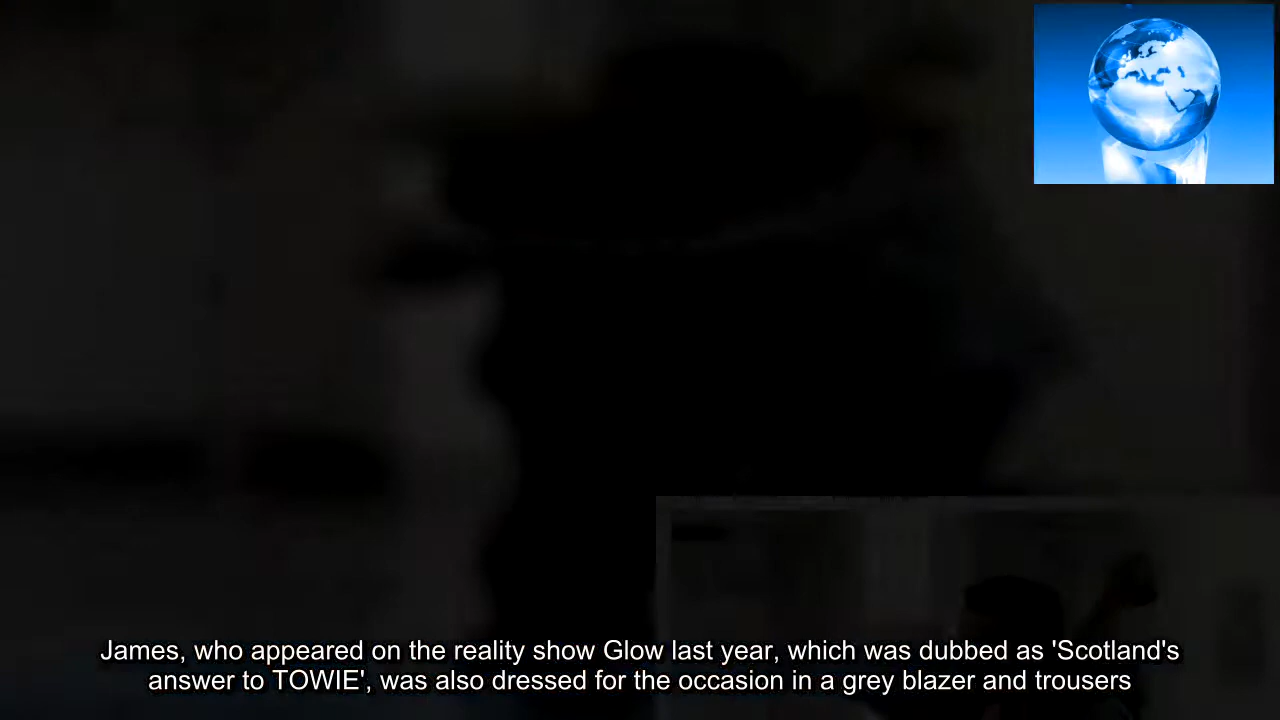 James, who appeared on the reality show Glow last year, which was dubbed as 'Scotland's
answer to TOWIE', was also dressed for the occasion in a grey blazer and trousers